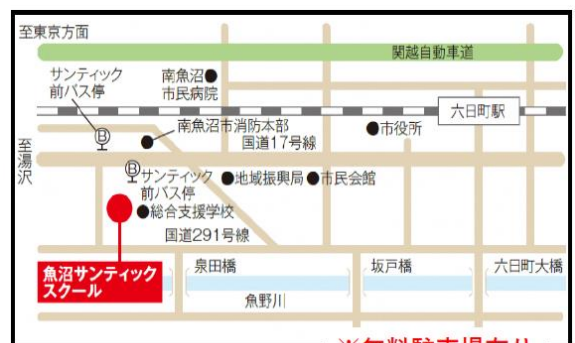 至東京方面
関越自動車道
サンティック
前バス停
南魚沼
市民病院
六日町駅
B
南魚沼市消防本部
国道17号線
市役所
至湯沢
B
サンティック
前バス停
地域振興局
市民会館
総合支援学校
国道291号線
魚沼サンティック
スクール
泉田橋
坂戸橋
六日町大橋
魚野川